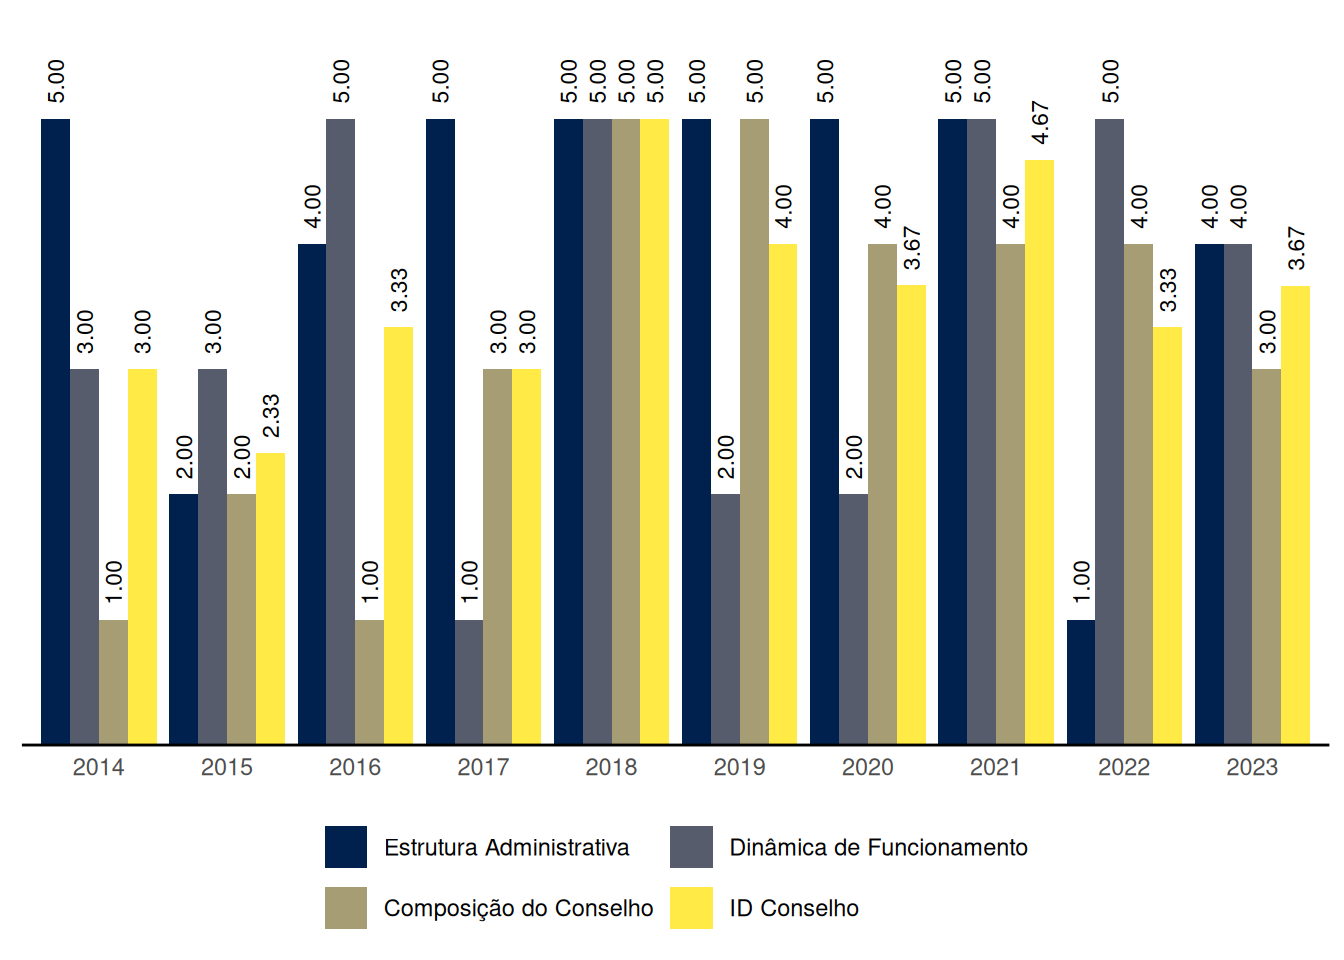 5.00 3.00 1.00 3.00
2.00 3.00 2.00 2.33
4.00 5.00 1.00 3.33
5.00 1.00 3.00 3.00
5.00 5.00 5.00 5.00
5.00 2.00 5.00 4.00
5.00 2.00 4.00 3.67
5.00 5.00 4.00 4.67
1.00 5.00 4.00 3.33
4.00 4.00 3.00 3.67
2014 2015 2016 2017 2018 2019 2020 2021 2022 2023
Estrutura Administrativa Dinâmica de Funcionamento
Composição do Conselho ID Conselho